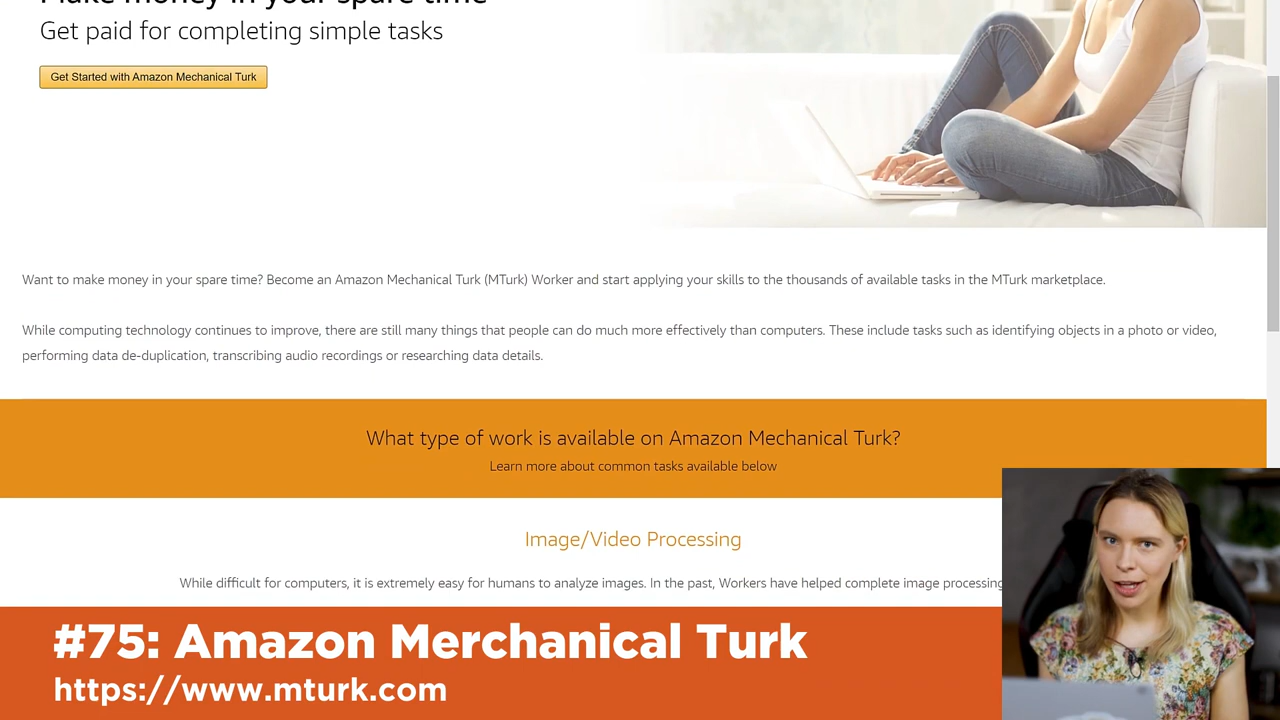 Make money in your spare time
Get paid for completing simple tasks
Get Started with Amazon Mechanical Turk
Want to make money in your spare time? Become an Amazon Mechanical Turk (MTurk) Worker and start applying your skills to the thousands of available tasks in the MTurk marketplace.
While computing technology continues to improve, there are still many things that people can do much more effectively than computers. These include tasks such as identifying objects in a photo or video,
performing data de-duplication, transcribing audio recordings or researching data details.
What type of work is available on Amazon Mechanical Turk?
Learn more about common tasks available below
Image/Video Processing
While difficult for computers, it is extremely easy for humans to analyze images. In the past, Workers have helped complete image processing
#75: Amazon Merchanical Turk
https://www.mturk.com